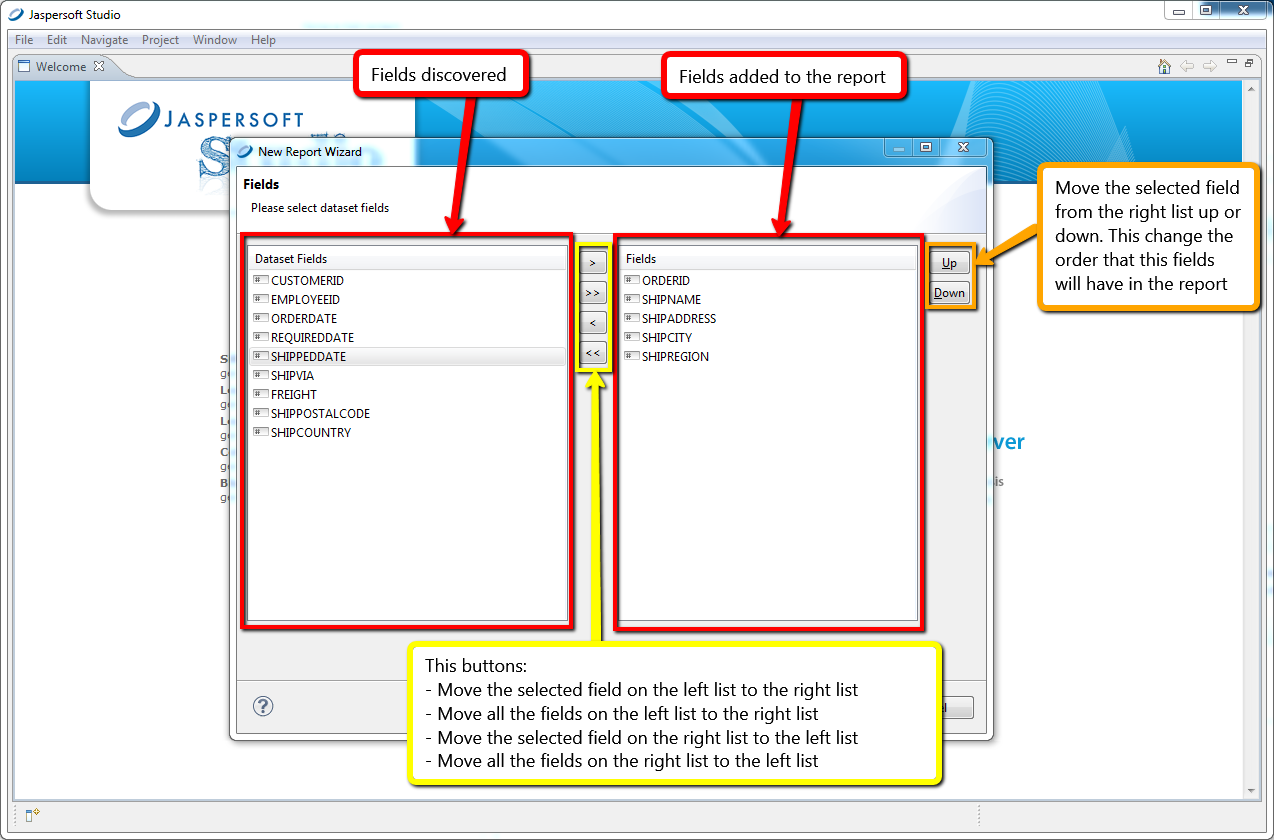 Jaspersoft Studio
File Edit Navigate Project Window Help
Welcome
Fields discovered
Fields added to the report
JASPERSOFT
New Report Wizard
Fields
Please select dataset fields
Move the selected field
from the right list up or
down. This change the
order that this fields
will have in the report
Dataset Fields
CUSTOMERID
EMPLOYEEID
ORDERDATE
REQUIREDDATE
SHIPPEDDATE
SHIPVIA
FREIGHT
SHIPPOSTALCODE
SHIPCOUNTRY
>
>>
<
<<
Fields
ORDERID
SHIPNAME
SHIPADDRESS
SHIPCITY
SHIPREGION
Up
Down
ver
is
This buttons:
- Move the selected field on the left list to the right list
- Move all the fields on the left list to the right list
- Move the selected field on the right list to the left list
- Move all the fields on the right list to the left list
?